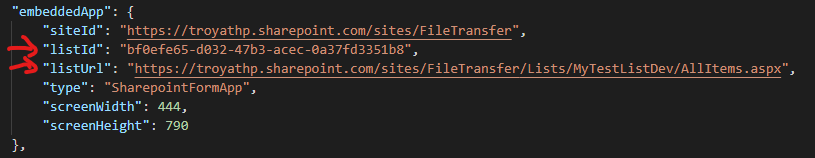 "embeddedApp": {
"siteId": "https://troyathp.sharepoint.com/sites/FileTransfer",
"listId": "bf0efe65-d032-47b3-acec-0a37fd3351b8",
"listUrl": "https://troyathp.sharepoint.com/sites/FileTransfer/Lists/MyTestListDev/AllItems.aspx",
"type": "SharepointFormApp",
"screenWidth": 444,
"screenHeight": 790
},